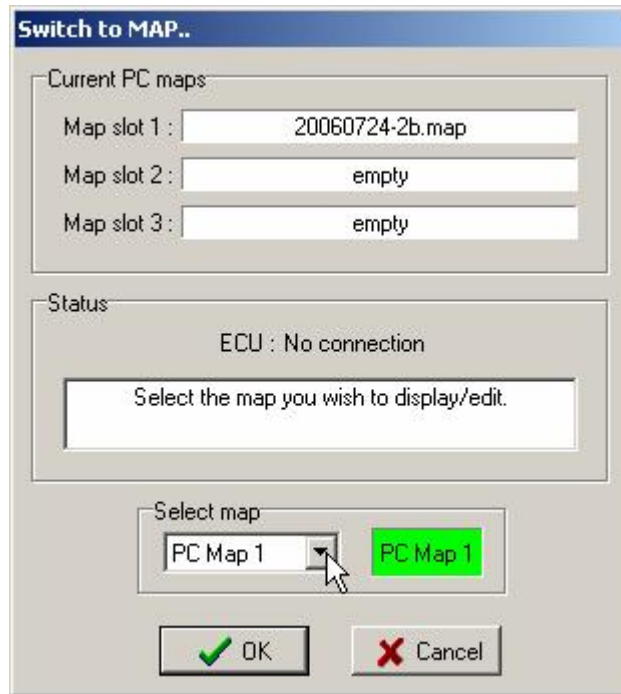 Switch to MAP..
Current PC maps
Map slot 1 : 20060724-2b.map
Map slot 2 : empty
Map slot 3 : empty
Status
ECU : No connection
Select the map you wish to display/edit.
Select map
PC Map 1 PC Map 1
OK Cancel